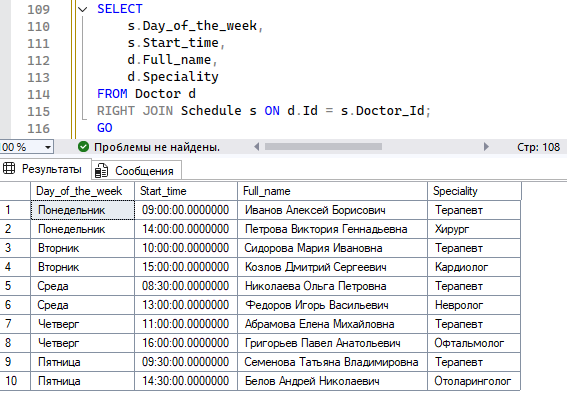 109 SELECT
110 s.Day_of_the_week,
111 s.Start_time,
112 d.Full_name,
113 d.Speciality
114 FROM Doctor d
115 RIGHT JOIN Schedule s ON d.Id = s.Doctor_Id;
116 GO
00 % Проблемы не найдены. Стр: 108
Результаты Сообщения
Day_of_the_week Start_time Full_name Speciality
1 Понедельник 09:00:00.0000000 Иванов Алексей Борисович Терапевт
2 Понедельник 14:00:00.0000000 Петрова Виктория Геннадьевна Хирург
3 Вторник 10:00:00.0000000 Сидорова Мария Ивановна Терапевт
4 Вторник 15:00:00.0000000 Козлов Дмитрий Сергеевич Кардиолог
5 Среда 08:30:00.0000000 Николаева Ольга Петровна Терапевт
6 Среда 13:00:00.0000000 Федоров Игорь Васильевич Невролог
7 Четверг 11:00:00.0000000 Абрамова Елена Михайловна Терапевт
8 Четверг 16:00:00.0000000 Григорьев Павел Анатольевич Офтальмолог
9 Пятница 09:30:00.0000000 Семенова Татьяна Владимировна Терапевт
10 Пятница 14:30:00.0000000 Белов Андрей Николаевич Отоларинголог